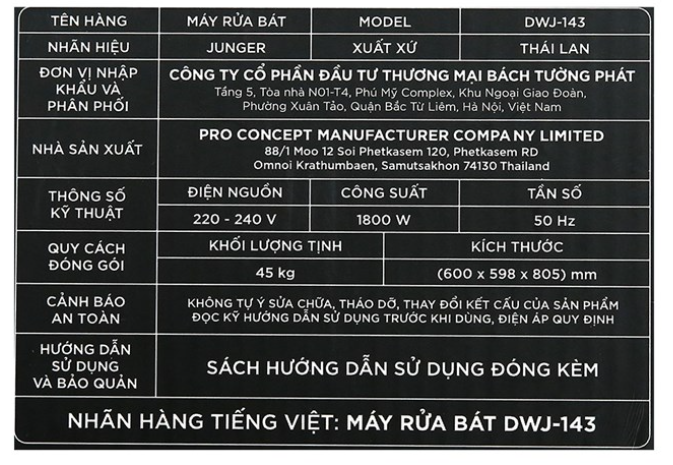 TÊN HÀNG MÁY RỬA BÁT MODEL DWJ-143
NHÃN HIỆU JUNGER XUẤT XỨ THÁI LAN
ĐƠN VỊ NHẬP
KHẨU VÀ
PHÂN PHỐI
CÔNG TY CỔ PHẦN ĐẦU TƯ THƯƠNG MẠI BÁCH TƯỜNG PHÁT
Tầng 5, Tòa nhà N01-T4, Phú Mỹ Complex, Khu Ngoại Giao Đoàn,
Phường Xuân Tảo, Quận Bắc Từ Liêm, Hà Nội, Việt Nam
NHÀ SẢN XUẤT
PRO CONCEPT MANUFACTURER COMPANY LIMITED
88/1 Moo 12 Soi Phetkasem 120, Phetkasem RD
Omnoi Krathumbaen, Samutsakhon 74130 Thailand
THÔNG SỐ
KỸ THUẬT
ĐIỆN NGUỒN CÔNG SUẤT TẦN SỐ
220 - 240 V 1800 W 50 Hz
QUY CÁCH
ĐÓNG GÓI
KHỐI LƯỢNG TỊNH KÍCH THƯỚC
45 kg (600 x 598 x 805) mm
CẢNH BÁO
AN TOÀN
KHÔNG TỰ Ý SỬA CHỮA, THÁO DỠ, THAY ĐỔI KẾT CẤU CỦA SẢN PHẨM
ĐỌC KỸ HƯỚNG DẪN SỬ DỤNG TRƯỚC KHI DÙNG, ĐIỆN ÁP QUY ĐỊNH
HƯỚNG DẪN
SỬ DỤNG
VÀ BẢO QUẢN
SÁCH HƯỚNG DẪN SỬ DỤNG ĐÓNG KÈM
NHÃN HÀNG TIẾNG VIỆT: MÁY RỬA BÁT DWJ-143